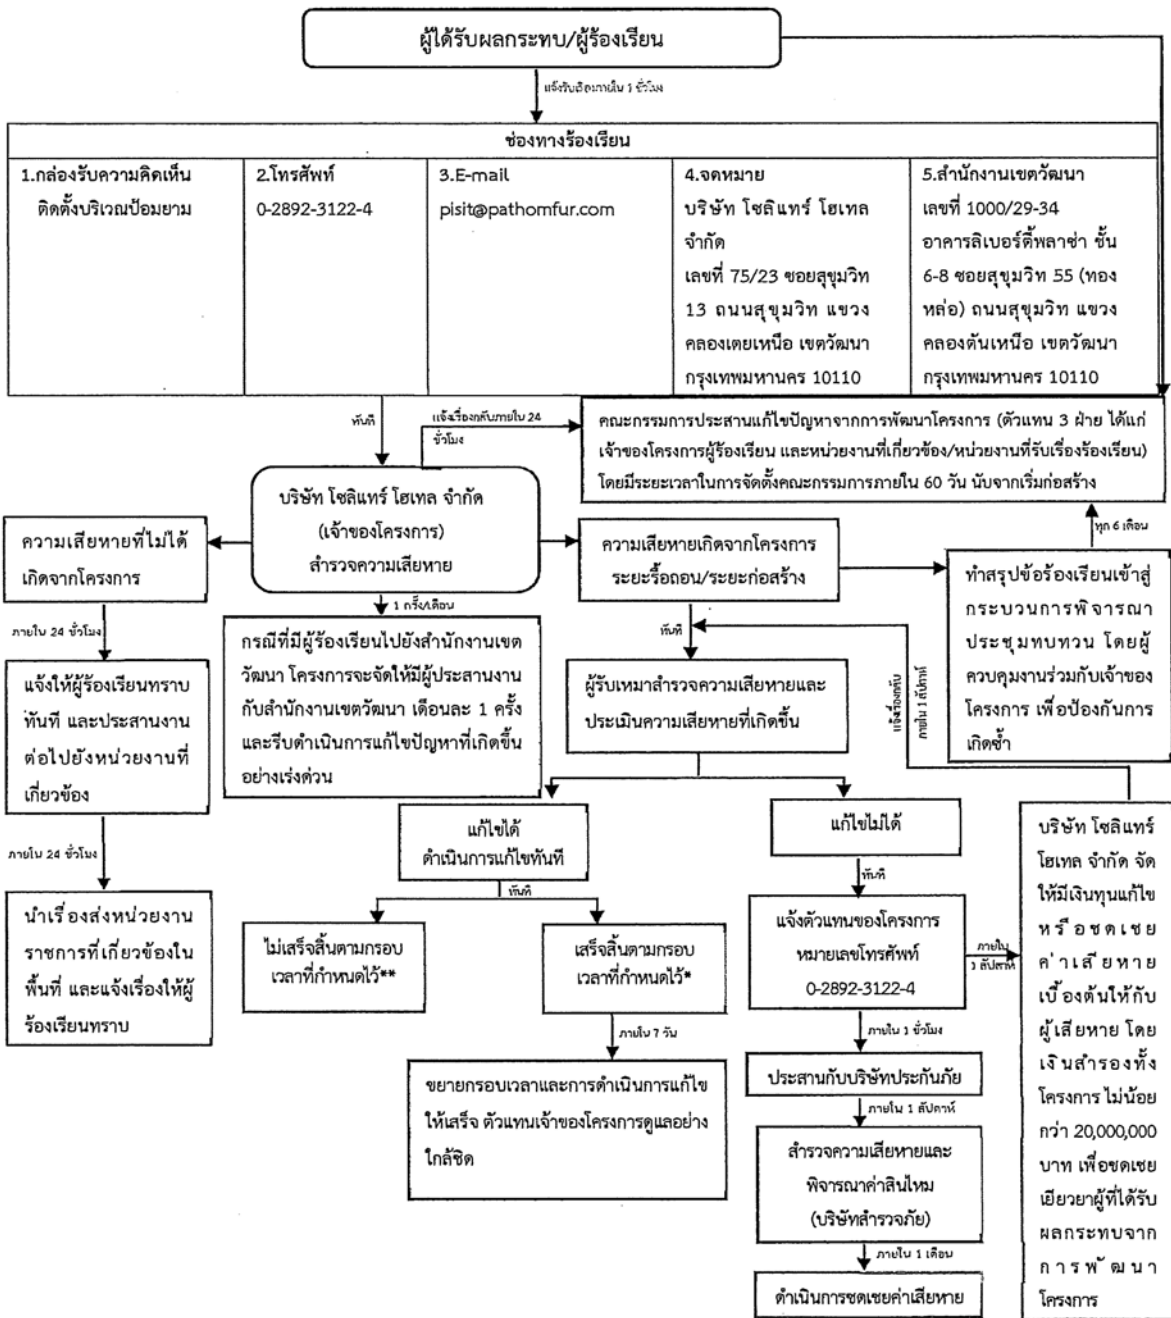 ผู้ได้รับผลกระทบ/ผู้ร้องเรียน
แจ้งรับเรื่องภายใน 1 ชั่วโมง
ช่องทางร้องเรียน
1.กล่องรับความคิดเห็น
ติดตั้งบริเวณป้อมยาม
2.โทรศัพท์
0-2892-3122-4
3.E-mail
pisit@pathomfur.com
4.จดหมาย
บริษัท โซลิแทร์ โฮเทล
จำกัด
เลขที่ 75/23 ซอยสุขุมวิท
13 ถนนสุขุมวิท แขวง
คลองเตยเหนือ เขตวัฒนา
กรุงเทพมหานคร 10110
5.สำนักงานเขตวัฒนา
เลขที่ 1000/29-34
อาคารลิเบอร์ตี้พลาซ่า ชั้น
6-8 ซอยสุขุมวิท 55 (ทอง
หล่อ) ถนนสุขุมวิท แขวง
คลองตันเหนือ เขตวัฒนา
กรุงเทพมหานคร 10110
ทันที
แจ้งเรื่องกลับภายใน 24
ชั่วโมง
คณะกรรมการประสานแก้ไขปัญหาจากการพัฒนาโครงการ (ตัวแทน 3 ฝ่าย ได้แก่
เจ้าของโครงการผู้ร้องเรียน และหน่วยงานที่เกี่ยวข้อง/หน่วยงานที่รับเรื่องร้องเรียน)
โดยมีระยะเวลาในการจัดตั้งคณะกรรมการภายใน 60 วัน นับจากเริ่มก่อสร้าง
บริษัท โซลิแทร์ โฮเทล จำกัด
(เจ้าของโครงการ)
สำรวจความเสียหาย
ความเสียหายที่ไม่ได้
เกิดจากโครงการ
ความเสียหายเกิดจากโครงการ
ระยะรื้อถอน/ระยะก่อสร้าง
ทุก 6 เดือน
ทำสรุปข้อร้องเรียนเข้าสู่
กระบวนการพิจารณา
ประชุมทบทวน โดยผู้
ควบคุมงานร่วมกับเจ้าของ
โครงการ เพื่อป้องกันการ
เกิดซ้ำ
ภายใน 24 ชั่วโมง
1 ครั้ง/เดือน
ทันที
แจ้งเรื่องกลับ
ภายใน 1 สัปดาห์
แจ้งให้ผู้ร้องเรียนทราบ
ทันที และประสานงาน
ต่อไปยังหน่วยงานที่
เกี่ยวข้อง
กรณีที่มีผู้ร้องเรียนไปยังสำนักงานเขต
วัฒนา โครงการจะจัดให้มีผู้ประสานงาน
กับสำนักงานเขตวัฒนา เดือนละ 1 ครั้ง
และรีบดำเนินการแก้ไขปัญหาที่เกิดขึ้น
อย่างเร่งด่วน
ผู้รับเหมาสำรวจความเสียหายและ
ประเมินความเสียหายที่เกิดขึ้น
ภายใน 24 ชั่วโมง
นำเรื่องส่งหน่วยงาน
ราชการที่เกี่ยวข้องใน
พื้นที่ และแจ้งเรื่องให้ผู้
ร้องเรียนทราบ
แก้ไขได้
ดำเนินการแก้ไขทันที
แก้ไขไม่ได้
ทันที
ทันที
ไม่เสร็จสิ้นตามกรอบ
เวลาที่กำหนดไว้**
เสร็จสิ้นตามกรอบ
เวลาที่กำหนดไว้*
แจ้งตัวแทนของโครงการ
หมายเลขโทรศัพท์
0-2892-3122-4
ภายใน
1 สัปดาห์
บริษัท โซลิแทร์
โฮเทล จำกัด จัด
ให้มีเงินทุนแก้ไข
หรือชดเชย
ค่าเสียหาย
เบื้องต้นให้กับ
ผู้เสียหาย โดย
เงินสำรองทั้ง
โครงการ ไม่น้อย
กว่า 20,000,000
บาท เพื่อชดเชย
เยียวยาผู้ที่ได้รับ
ผลกระทบจาก
การพัฒนา
โครงการ
ภายใน 7 วัน
ขยายกรอบเวลาและการดำเนินการแก้ไข
ให้เสร็จ ตัวแทนเจ้าของโครงการดูแลอย่าง
ใกล้ชิด
ภายใน 1 ชั่วโมง
ประสานกับบริษัทประกันภัย
ภายใน 1 สัปดาห์
สำรวจความเสียหายและ
พิจารณาค่าสินไหม
(บริษัทสำรวจภัย)
ภายใน 1 เดือน
ดำเนินการชดเชยค่าเสียหาย